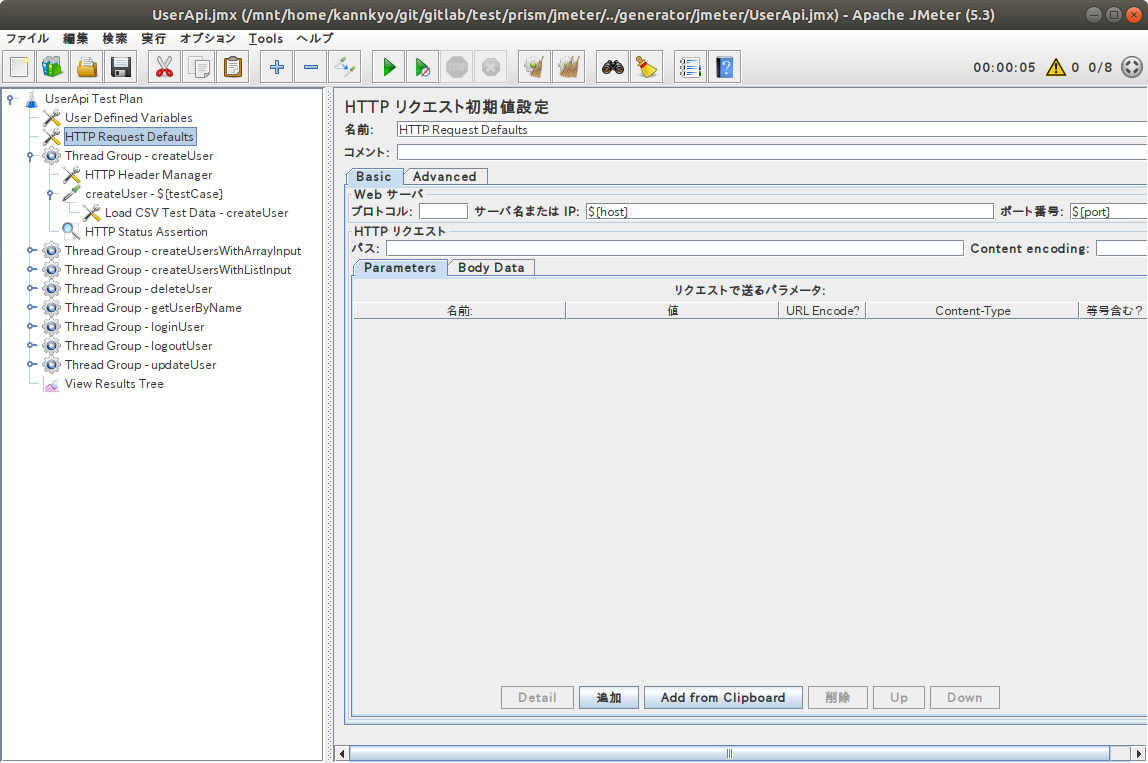 UserApi.jmx (/mnt/home/kannkyo/git/gitlab/test/prism/jmeter/../generator/jmeter/UserApi.jmx) - Apache JMeter (5.3)
ファイル 編集 検索 実行 オプション Tools ヘルプ
STOP 00:00:05 0 0/8
UserApi Test Plan
User Defined Variables
HTTP Request Defaults
Thread Group - createUser
HTTP Header Manager
createUser - ${testCase}
Load CSV Test Data - createUser
HTTP Status Assertion
Thread Group - createUsersWithArrayInput
Thread Group - createUsersWithListInput
Thread Group - deleteUser
Thread Group - getUserByName
Thread Group - loginUser
Thread Group - logoutUser
Thread Group - updateUser
View Results Tree
HTTP リクエスト初期値設定
名前: HTTP Request Defaults
コメント:
Basic Advanced
Web サーバ
プロトコル: サーバ名または IP: ${host} ポート番号: ${port}
HTTP リクエスト
パス: Content encoding:
Parameters Body Data
リクエストで送るパラメータ:
名前: 値 URL Encode? Content-Type 等号含む?
Detail 追加 Add from Clipboard 削除 Up Down